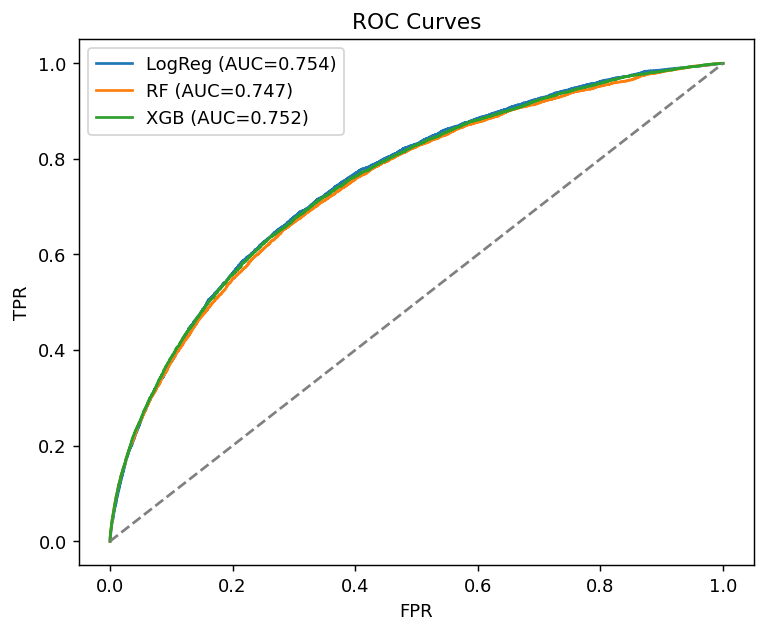 ROC Curves
LogReg (AUC=0.754)
RF (AUC=0.747)
XGB (AUC=0.752)
1.0
0.8
0.6
0.4
0.2
0.0
TPR
0.0 0.2 0.4 0.6 0.8 1.0
FPR